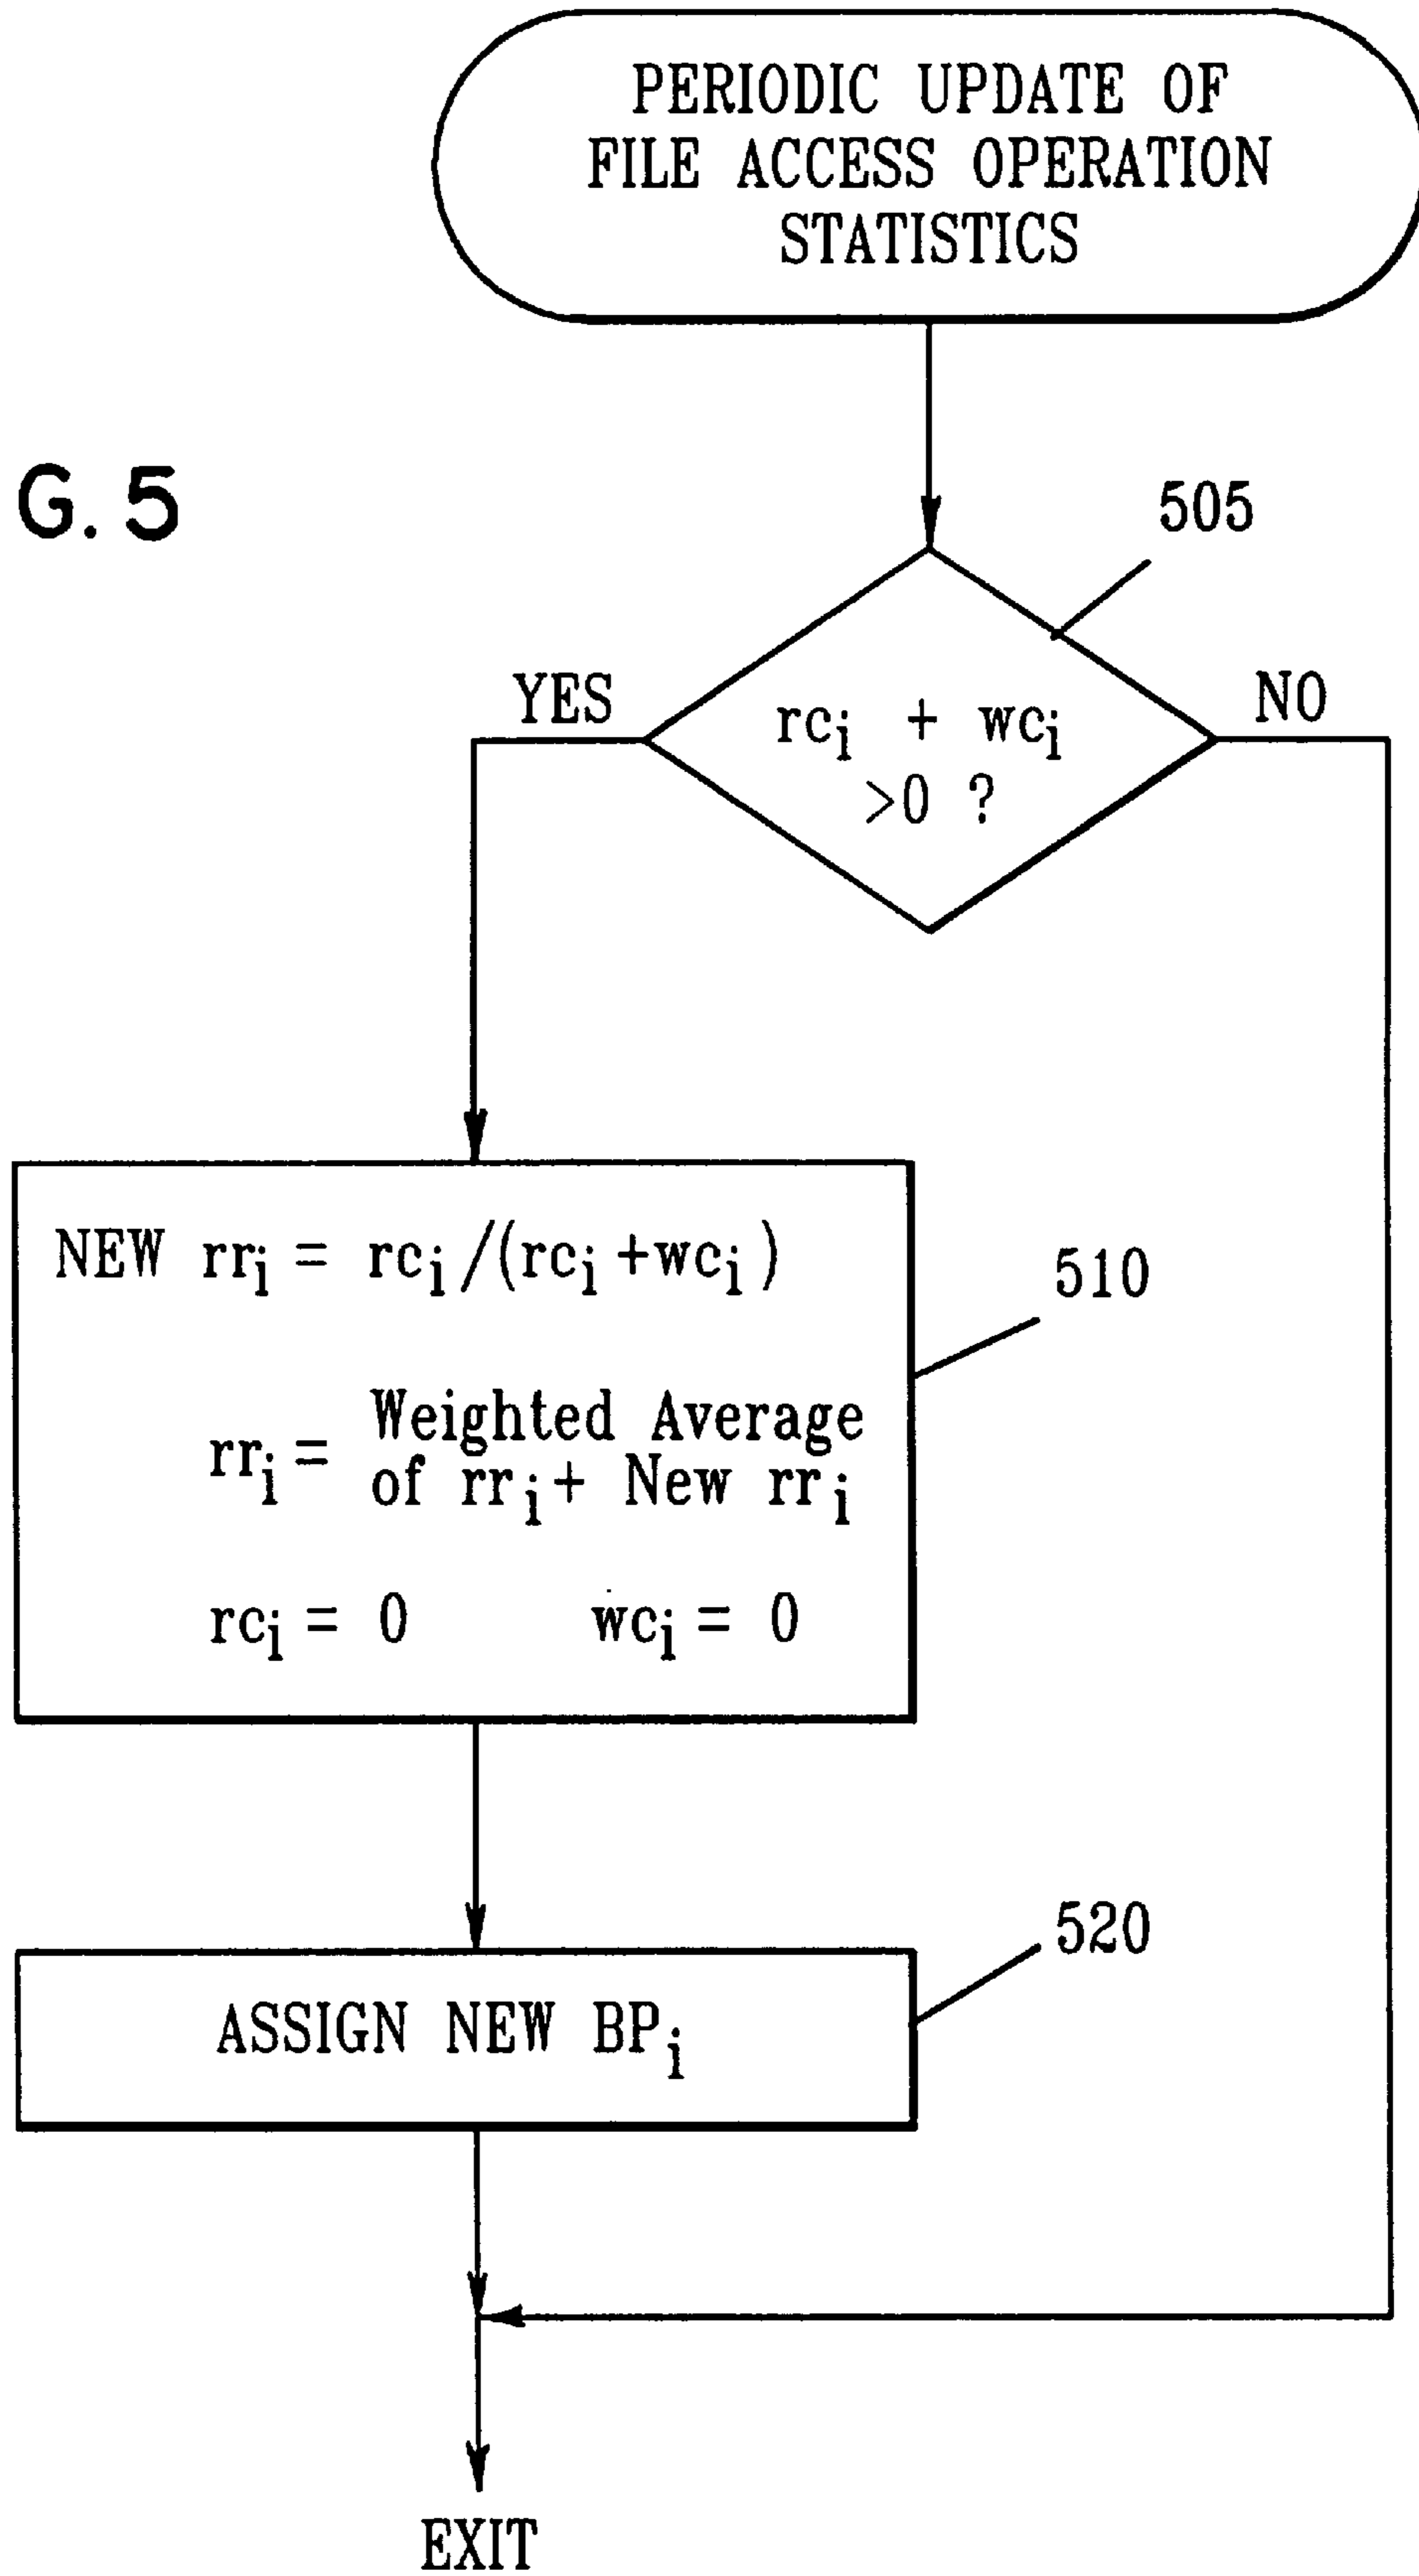 PERIODIC UPDATE OF
FILE ACCESS OPERATION
STATISTICS
G. 5
505
YES
rci + wci
>0 ?
NO
NEW rri = rci/(rci+wci)
510
rri = Weighted Average
of rri + New rri
rci = 0 wci = 0
520
ASSIGN NEW BPi
EXIT